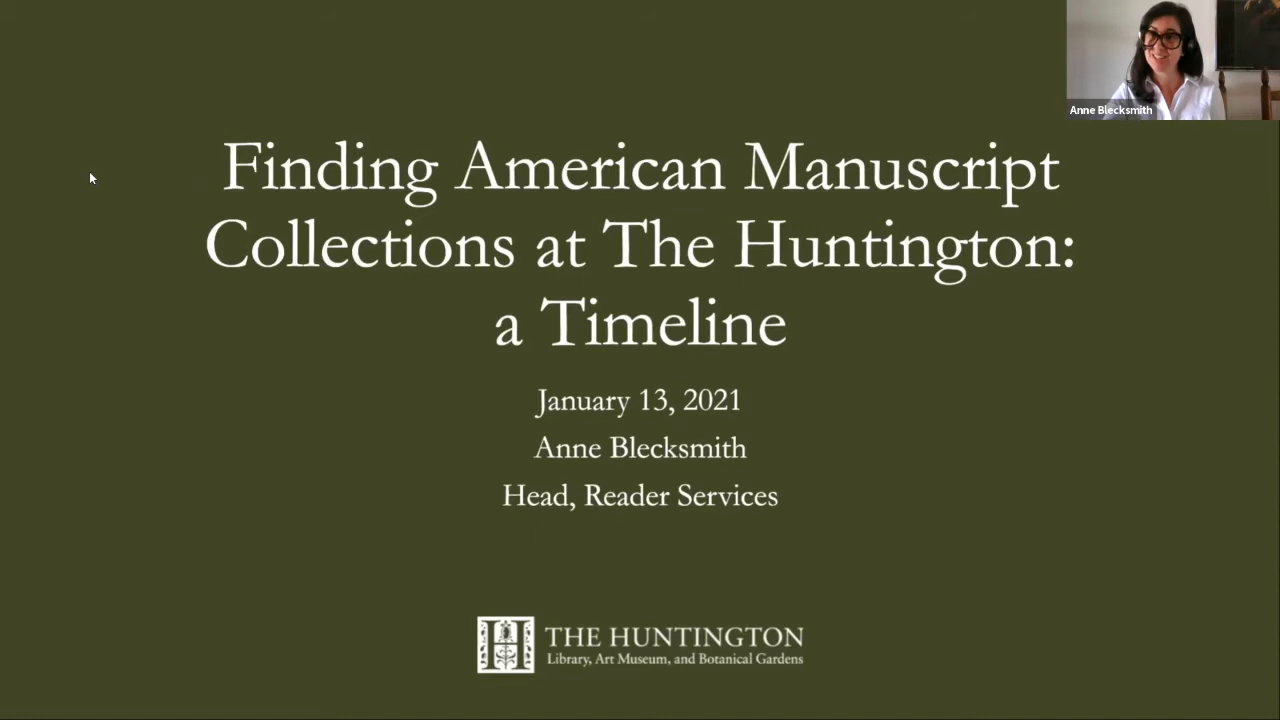 Anne Blecksmith
Finding American Manuscript
Collections at The Huntington:
a Timeline
January 13, 2021
Anne Blecksmith
Head, Reader Services
H
THE HUNTINGTON
Library, Art Museum, and Botanical Gardens